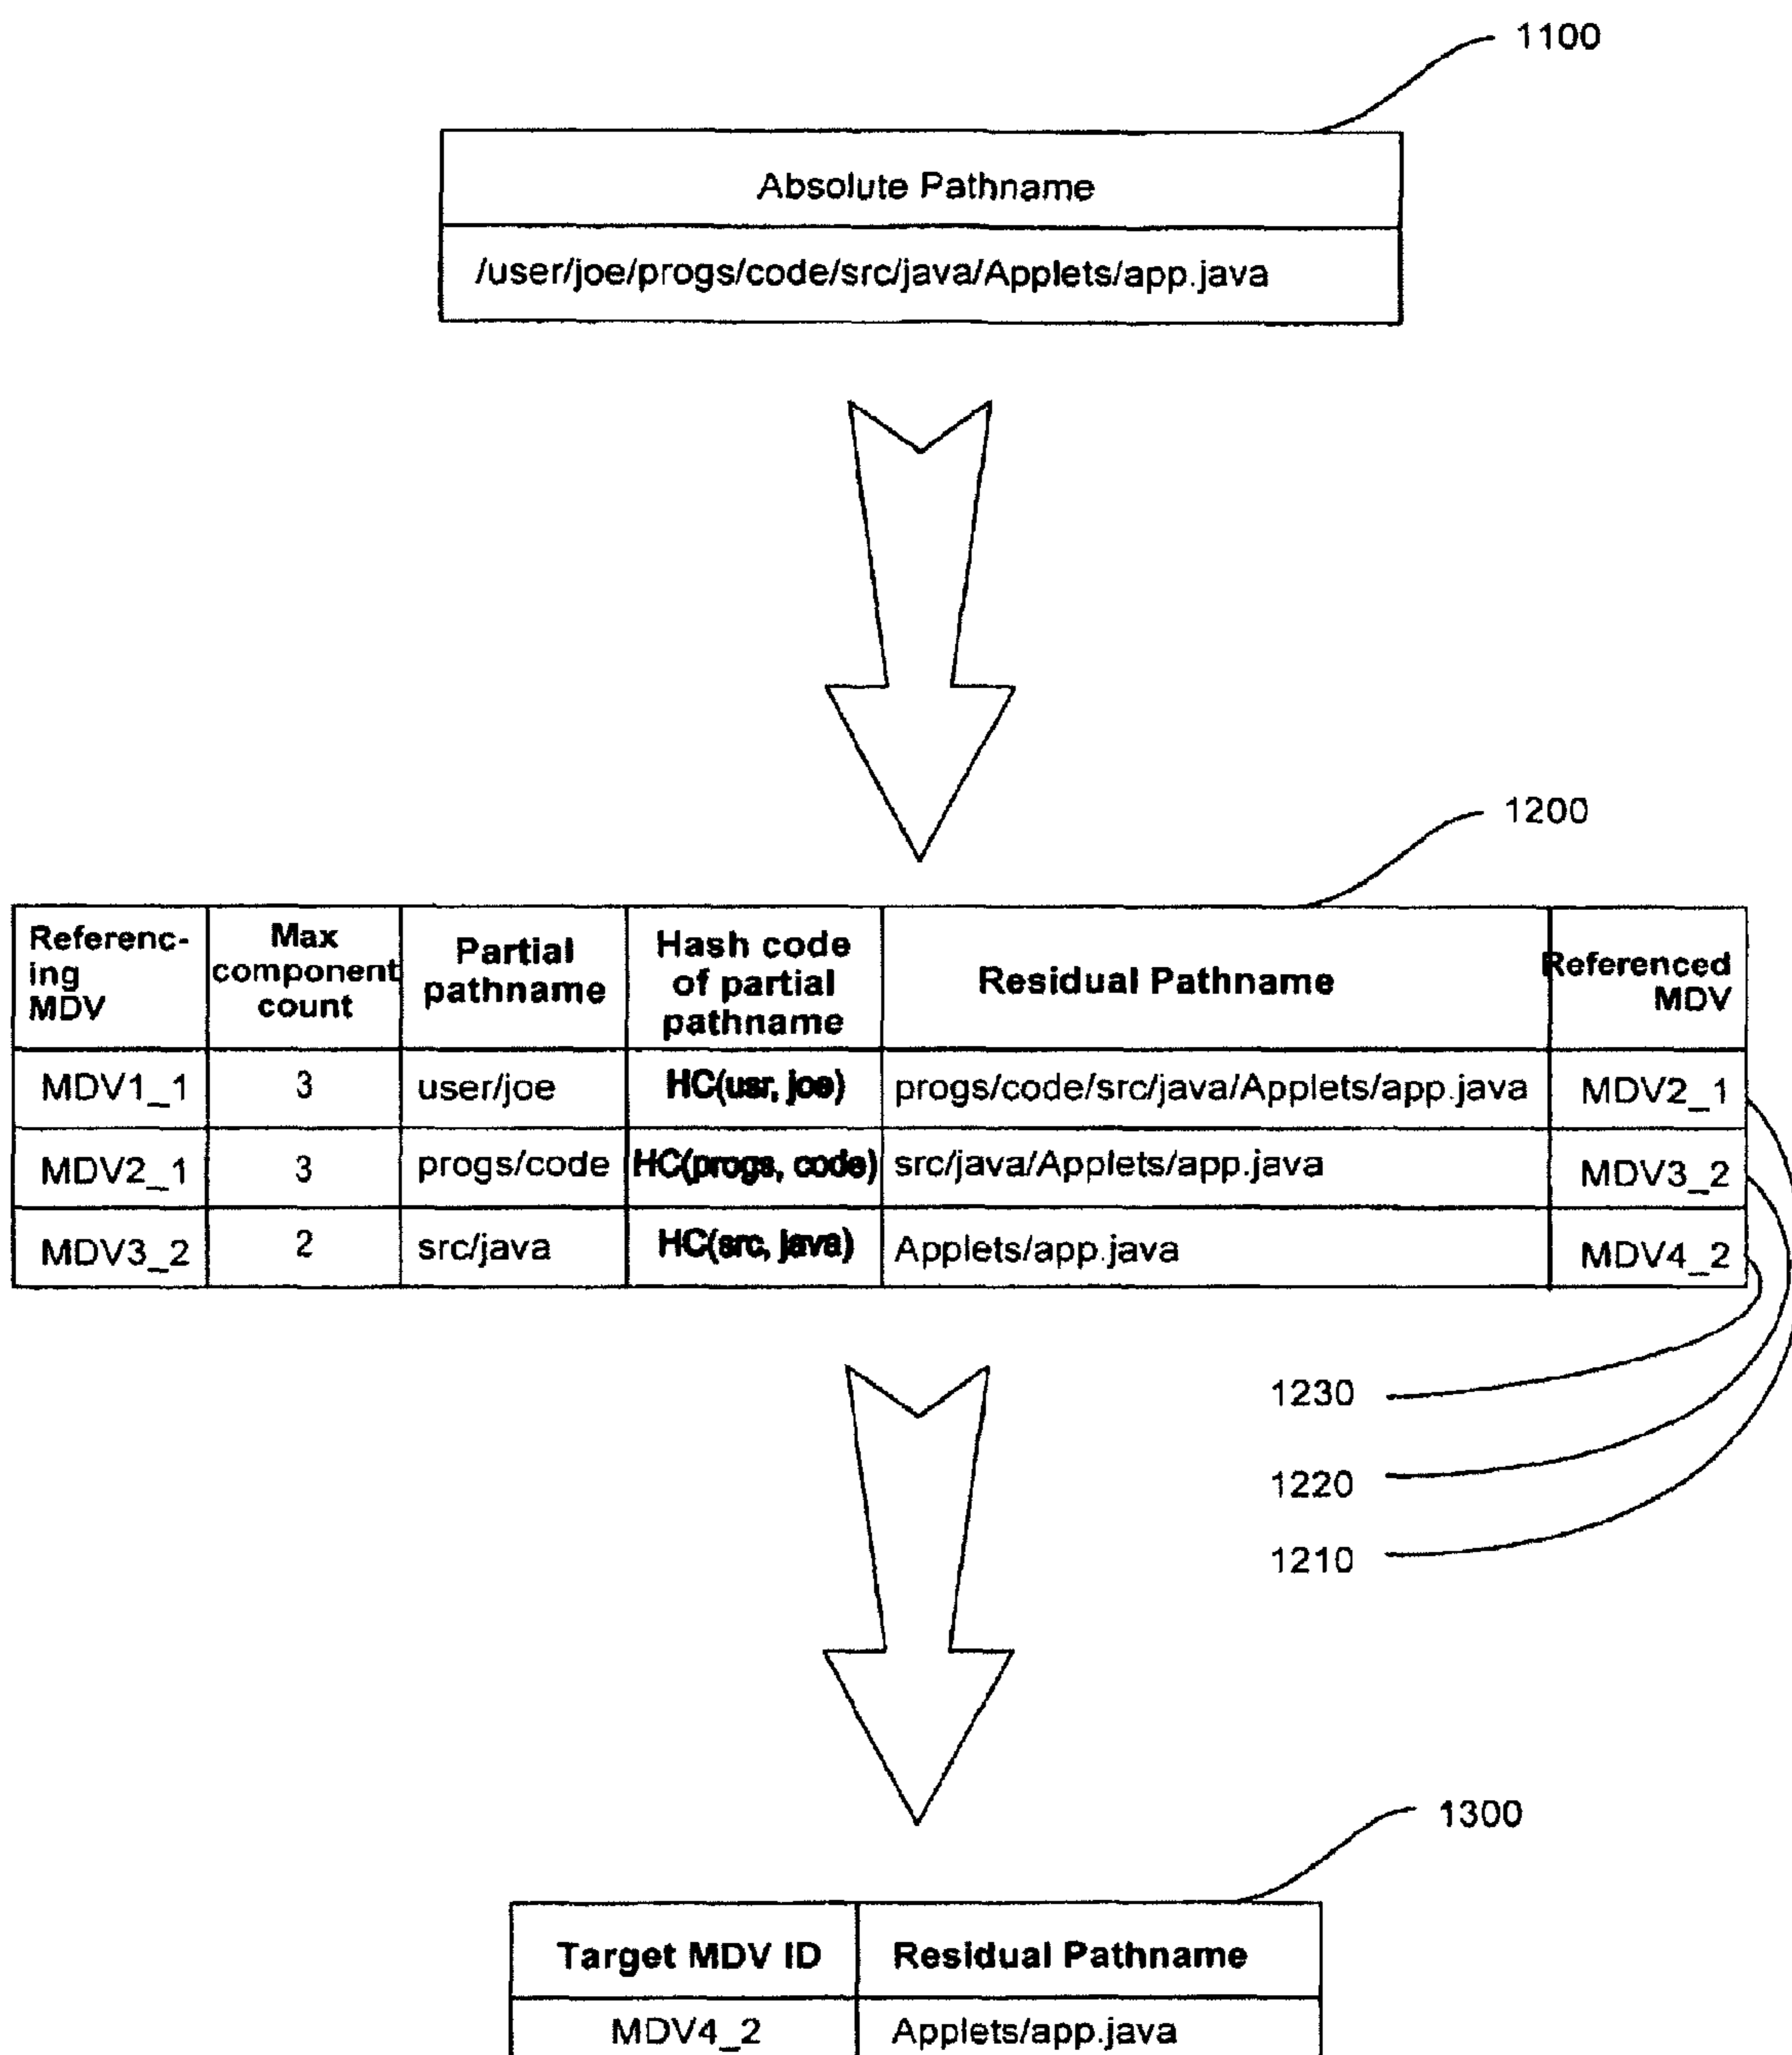 1100
Absolute Pathname
/user/joe/progs/code/src/java/Applets/app.java
1200
Referenc-
ing
MDV
Max
component
count
Partial
pathname
Hash code
of partial
pathname
Residual Pathname
Referenced
MDV
MDV1_1 3 user/joe HC(usr, joe) progs/code/src/java/Applets/app.java MDV2_1
MDV2_1 3 progs/code HC(progs, code) src/java/Applets/app.java MDV3_2
MDV3_2 2 src/java HC(src, java) Applets/app.java MDV4_2
1230
1220
1210
1300
Target MDV ID Residual Pathname
MDV4_2 Applets/app.java